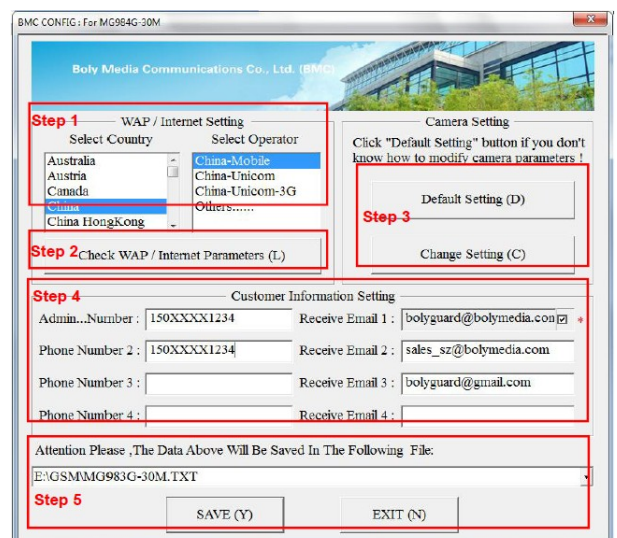 BMC CONFIG : For MG984G-30M
Boly Media Communications Co., Ltd. (BMC)
Step 1
WAP / Internet Setting
Select Country
Select Operator
Australia
Austria
Canada
China
China HongKong
China-Mobile
China-Unicom
China-Unicom-3G
Others......
Step 2
Check WAP / Internet Parameters (L)
Camera Setting
Click "Default Setting" button if you don't
know how to modify camera parameters !
Default Setting (D)
Step 3
Change Setting (C)
Step 4
Customer Information Setting
Admin...Number : 150XXXX1234 Receive Email 1 : bolyguard@bolymedia.con *
Phone Number 2 : 150XXXX1234 Receive Email 2 : sales_sz@bolymedia.com
Phone Number 3 : Receive Email 3 : bolyguard@gmail.com
Phone Number 4 : Receive Email 4 :
Attention Please ,The Data Above Will Be Saved In The Following File:
E:\GSM\MG983G-30M.TXT
Step 5
SAVE (Y) EXIT (N)